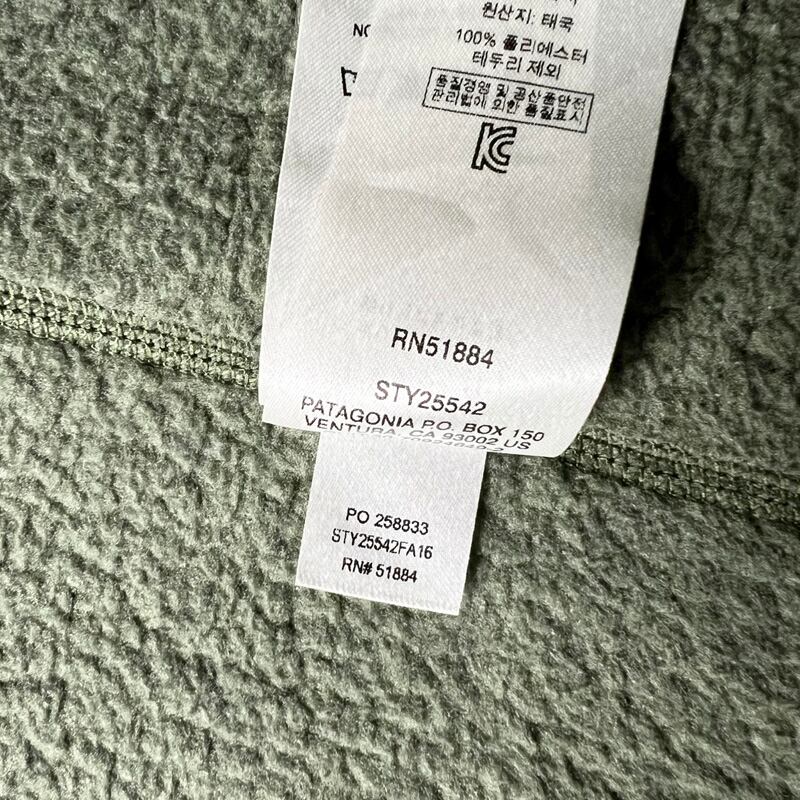 원산지: 태국
100% 폴리에스터
테두리 제외
품질경영 및 공산품안전
관리법에 의한 품질표시
RN51884
STY25542
PATAGONIA P.O. BOX 150
VENTURA, CA 93002 US
PO 258833
STY25542FA16
RN# 51884